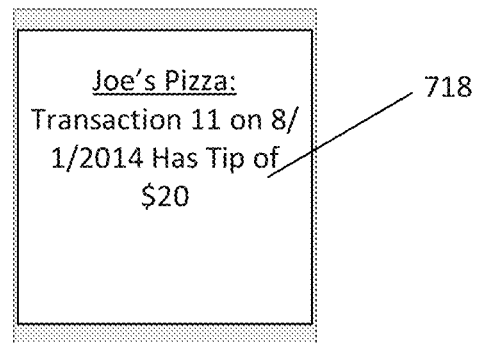 Joe's Pizza:
Transaction 11 on 8/
1/2014 Has Tip of
$20
718